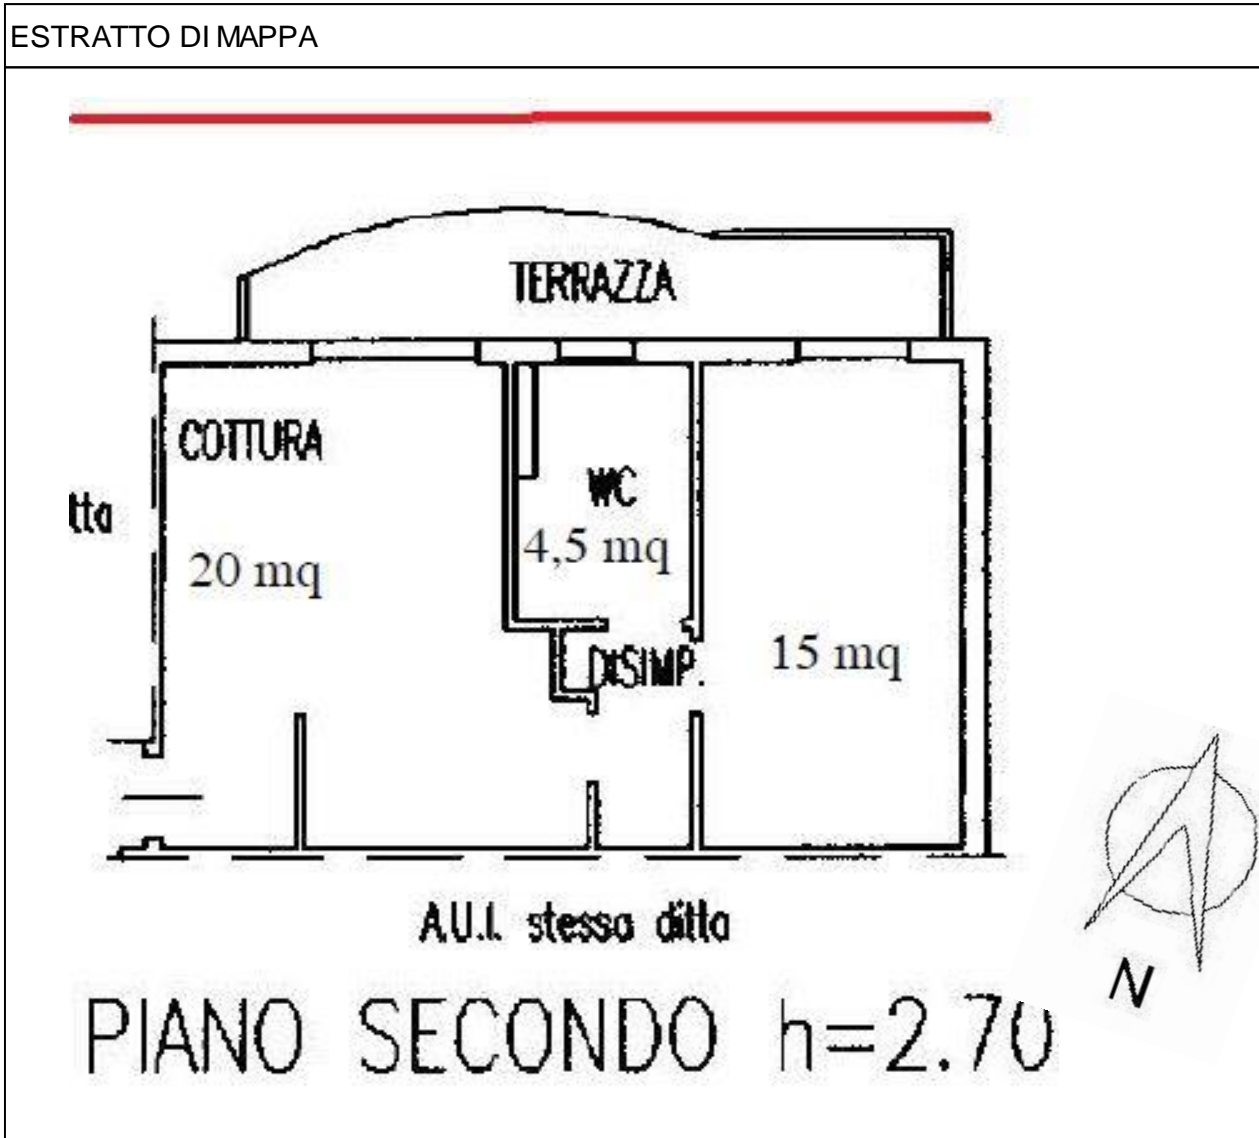 ESTRATTO DI MAPPA
TERRAZZA
COTTURA
WC
tta
4,5 mq
20 mq
DISIMP.
15 mq
A.U.I. stessa ditta
N
PIANO SECONDO h=2.70